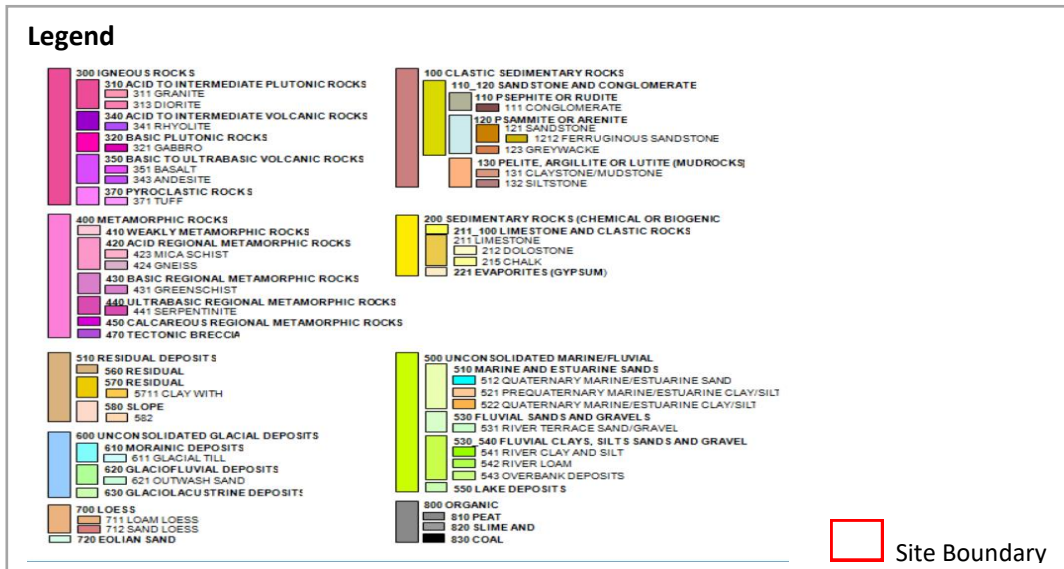 Legend
300 IGNEOUS ROCKS
310 ACID TO INTERMEDIATE PLUTONIC ROCKS
311 GRANITE
313 DIORITE
340 ACID TO INTERMEDIATE VOLCANIC ROCKS
341 RHYOLITE
320 BASIC PLUTONIC ROCKS
321 GABBRO
350 BASIC TO ULTRABASIC VOLCANIC ROCKS
351 BASALT
343 ANDESITE
370 PYROCLASTIC ROCKS
371 TUFF
400 METAMORPHIC ROCKS
410 WEAKLY METAMORPHIC ROCKS
420 ACID REGIONAL METAMORPHIC ROCKS
423 MICA SCHIST
424 GNEISS
430 BASIC REGIONAL METAMORPHIC ROCKS
431 GREENSCHIST
440 ULTRABASIC REGIONAL METAMORPHIC ROCKS
441 SERPENTINITE
450 CALCAREOUS REGIONAL METAMORPHIC ROCKS
470 TECTONIC BRECCIA
510 RESIDUAL DEPOSITS
560 RESIDUAL
570 RESIDUAL
5711 CLAY WITH
580 SLOPE
582
600 UNCONSOLIDATED GLACIAL DEPOSITS
610 MORAINIC DEPOSITS
611 GLACIAL TILL
620 GLACIOFLUVIAL DEPOSITS
621 OUTWASH SAND
630 GLACIOLACUSTRINE DEPOSITS
700 LOESS
711 LOAM LOESS
712 SAND LOESS
720 EOLIAN SAND
100 CLASTIC SEDIMENTARY ROCKS
110_120 SANDSTONE AND CONGLOMERATE
110 PSEPHITE OR RUDITE
111 CONGLOMERATE
120 PSAMMITE OR ARENITE
121 SANDSTONE
1212 FERRUGINOUS SANDSTONE
123 GREYWACKE
130 PELITE, ARGILLITE OR LUTITE (MUDROCKS)
131 CLAYSTONE/MUDSTONE
132 SILTSTONE
200 SEDIMENTARY ROCKS (CHEMICAL OR BIOGENIC
211_100 LIMESTONE AND CLASTIC ROCKS
211 LIMESTONE
212 DOLOSTONE
215 CHALK
221 EVAPORITES (GYPSUM)
500 UNCONSOLIDATED MARINE/FLUVIAL
510 MARINE AND ESTUARINE SANDS
512 QUATERNARY MARINE/ESTUARINE SAND
521 PREQUATERNARY MARINE/ESTUARINE CLAY/SILT
522 QUATERNARY MARINE/ESTUARINE CLAY/SILT
530 FLUVIAL SANDS AND GRAVELS
531 RIVER TERRACE SAND/GRAVEL
530_540 FLUVIAL CLAYS, SILTS SANDS AND GRAVEL
541 RIVER CLAY AND SILT
542 RIVER LOAM
543 OVERBANK DEPOSITS
550 LAKE DEPOSITS
800 ORGANIC
810 PEAT
820 SLIME AND
830 COAL
Site Boundary